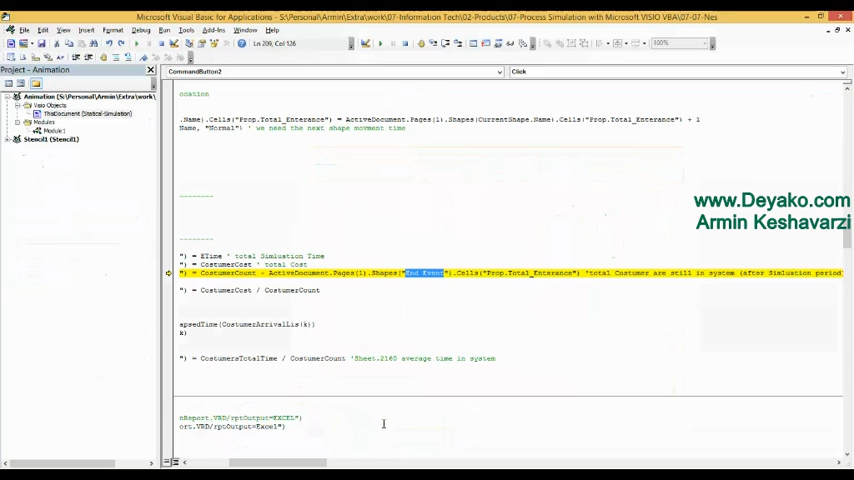 Microsoft Visual Basic for Applications - S:\Personal\Armin\Extra\work\07-Information Tech\02-Products\07-Process Simulation with Microsoft VISIO VBA\07-Nes
File Edit View Insert Format Debug Run Tools Add-Ins Window Help
Ln 209, Col 126
100%
Project - Animation
CommandButton2
Click
Animation (S:\Personal\Armin\Extra\work\
Visio Objects
ThisDocument (Statical-Simulation)
Modules
Module1
Stencil1 (Stencil1)
ocation
.Name).Cells("Prop.Total_Enterance") = ActiveDocument.Pages(1).Shapes(CurrentShape.Name).Cells("Prop.Total_Enterance") + 1
Name, "Normal") ' we need the next shape movment time
--------
www.Deyako.com
Armin Keshavarzi
--------
") = ETime ' total Simluation Time
") = CostumerCost ' total Cost
") = CostumerCount - ActiveDocument.Pages(1).Shapes("End Event").Cells("Prop.Total_Enterance") 'total Costumer are still in system (after Simluation period)
") = CostumerCost / CostumerCount
apsedTime(CostumerArrivalLis(k))
k)
") = CostumersTotalTime / CostumerCount 'Sheet.2160 average time in system
nReport.VRD/rptOutput=EXCEL")
ort.VRD/rptOutput=Excel")